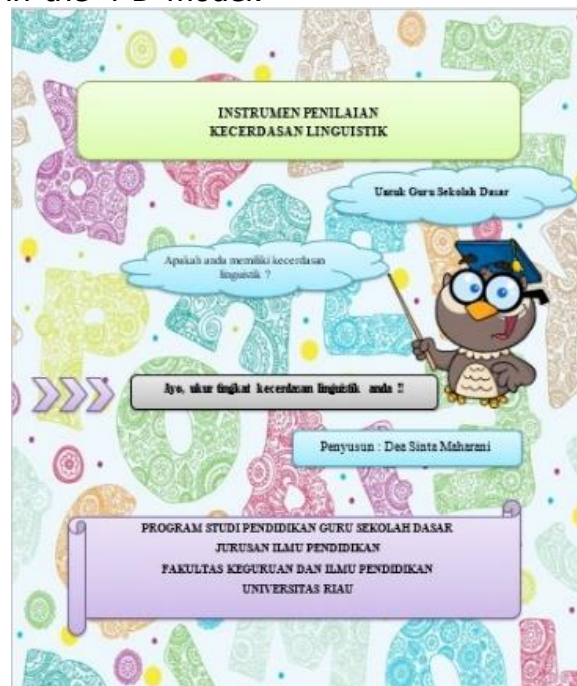 in the 4-D model.
INSTRUMEN PENILAIAN
KECERDASAN LINGUISTIK
Untuk Guru Sekolah Dasar
Apakah anda memiliki kecerdasan
linguistik ?
Ayo, ukur tingkat kecerdasan linguistik anda !!
Penyusun : Dea Sinta Maharani
PROGRAM STUDI PENDIDIKAN GURU SEKOLAH DASAR
JURUSAN ILMU PENDIDIKAN
FAKULTAS KEGURUAN DAN ILMU PENDIDIKAN
UNIVERSITAS RIAU